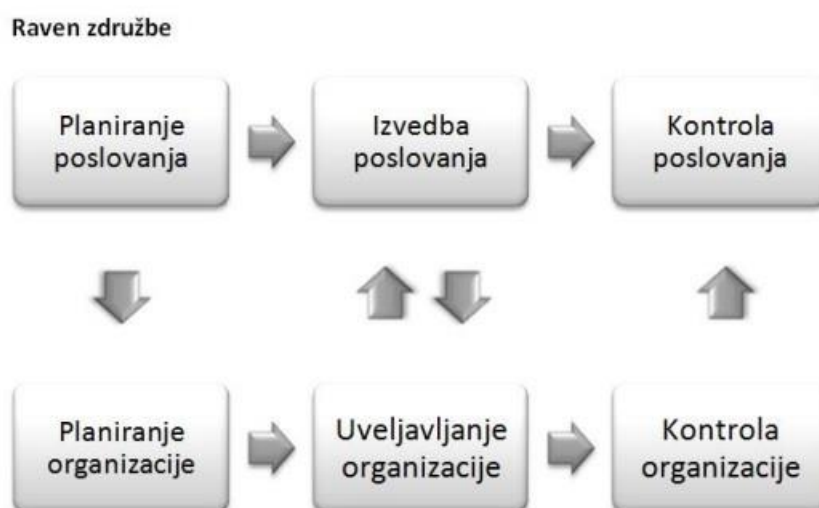 Raven združbe
Planiranje
poslovanja
Izvedba
poslovanja
Kontrola
poslovanja
Planiranje
organizacije
Uveljavljanje
organizacije
Kontrola
organizacije